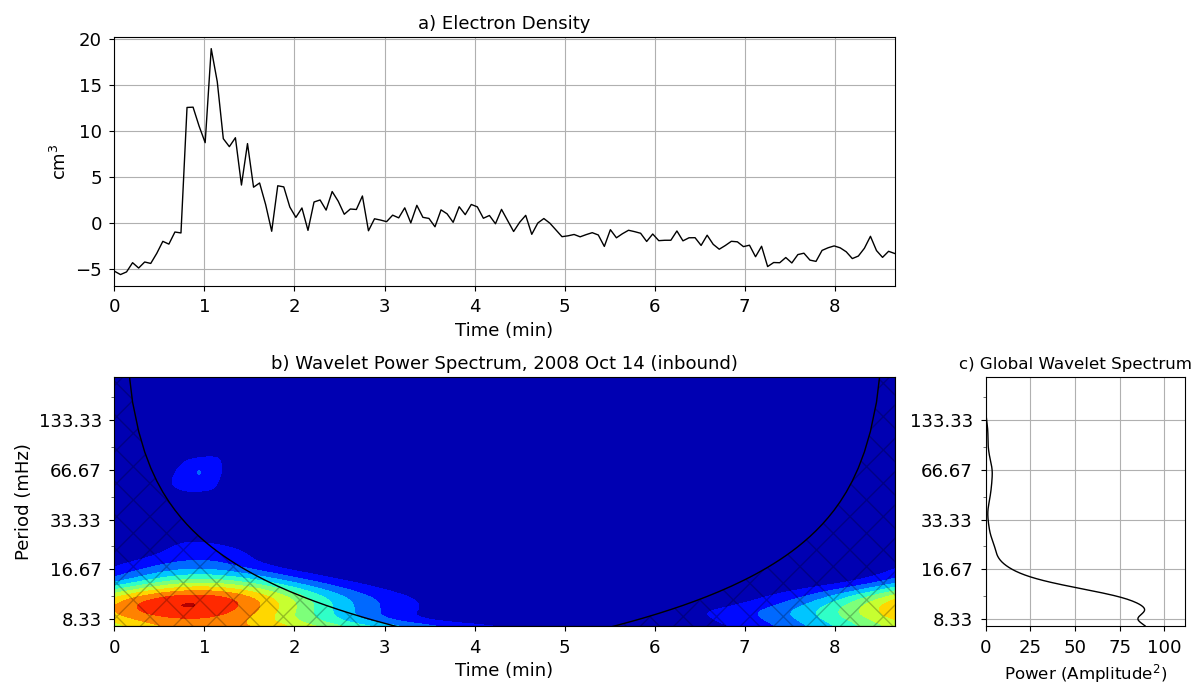 a) Electron Density
20
15
10
5
0
−5
cm³
0 1 2 3 4 5 6 7 8
Time (min)
b) Wavelet Power Spectrum, 2008 Oct 14 (inbound)
133.33
66.67
33.33
16.67
8.33
Period (mHz)
0 1 2 3 4 5 6 7 8
Time (min)
c) Global Wavelet Spectrum
133.33
66.67
33.33
16.67
8.33
0 25 50 75 100
Power (Amplitude²)